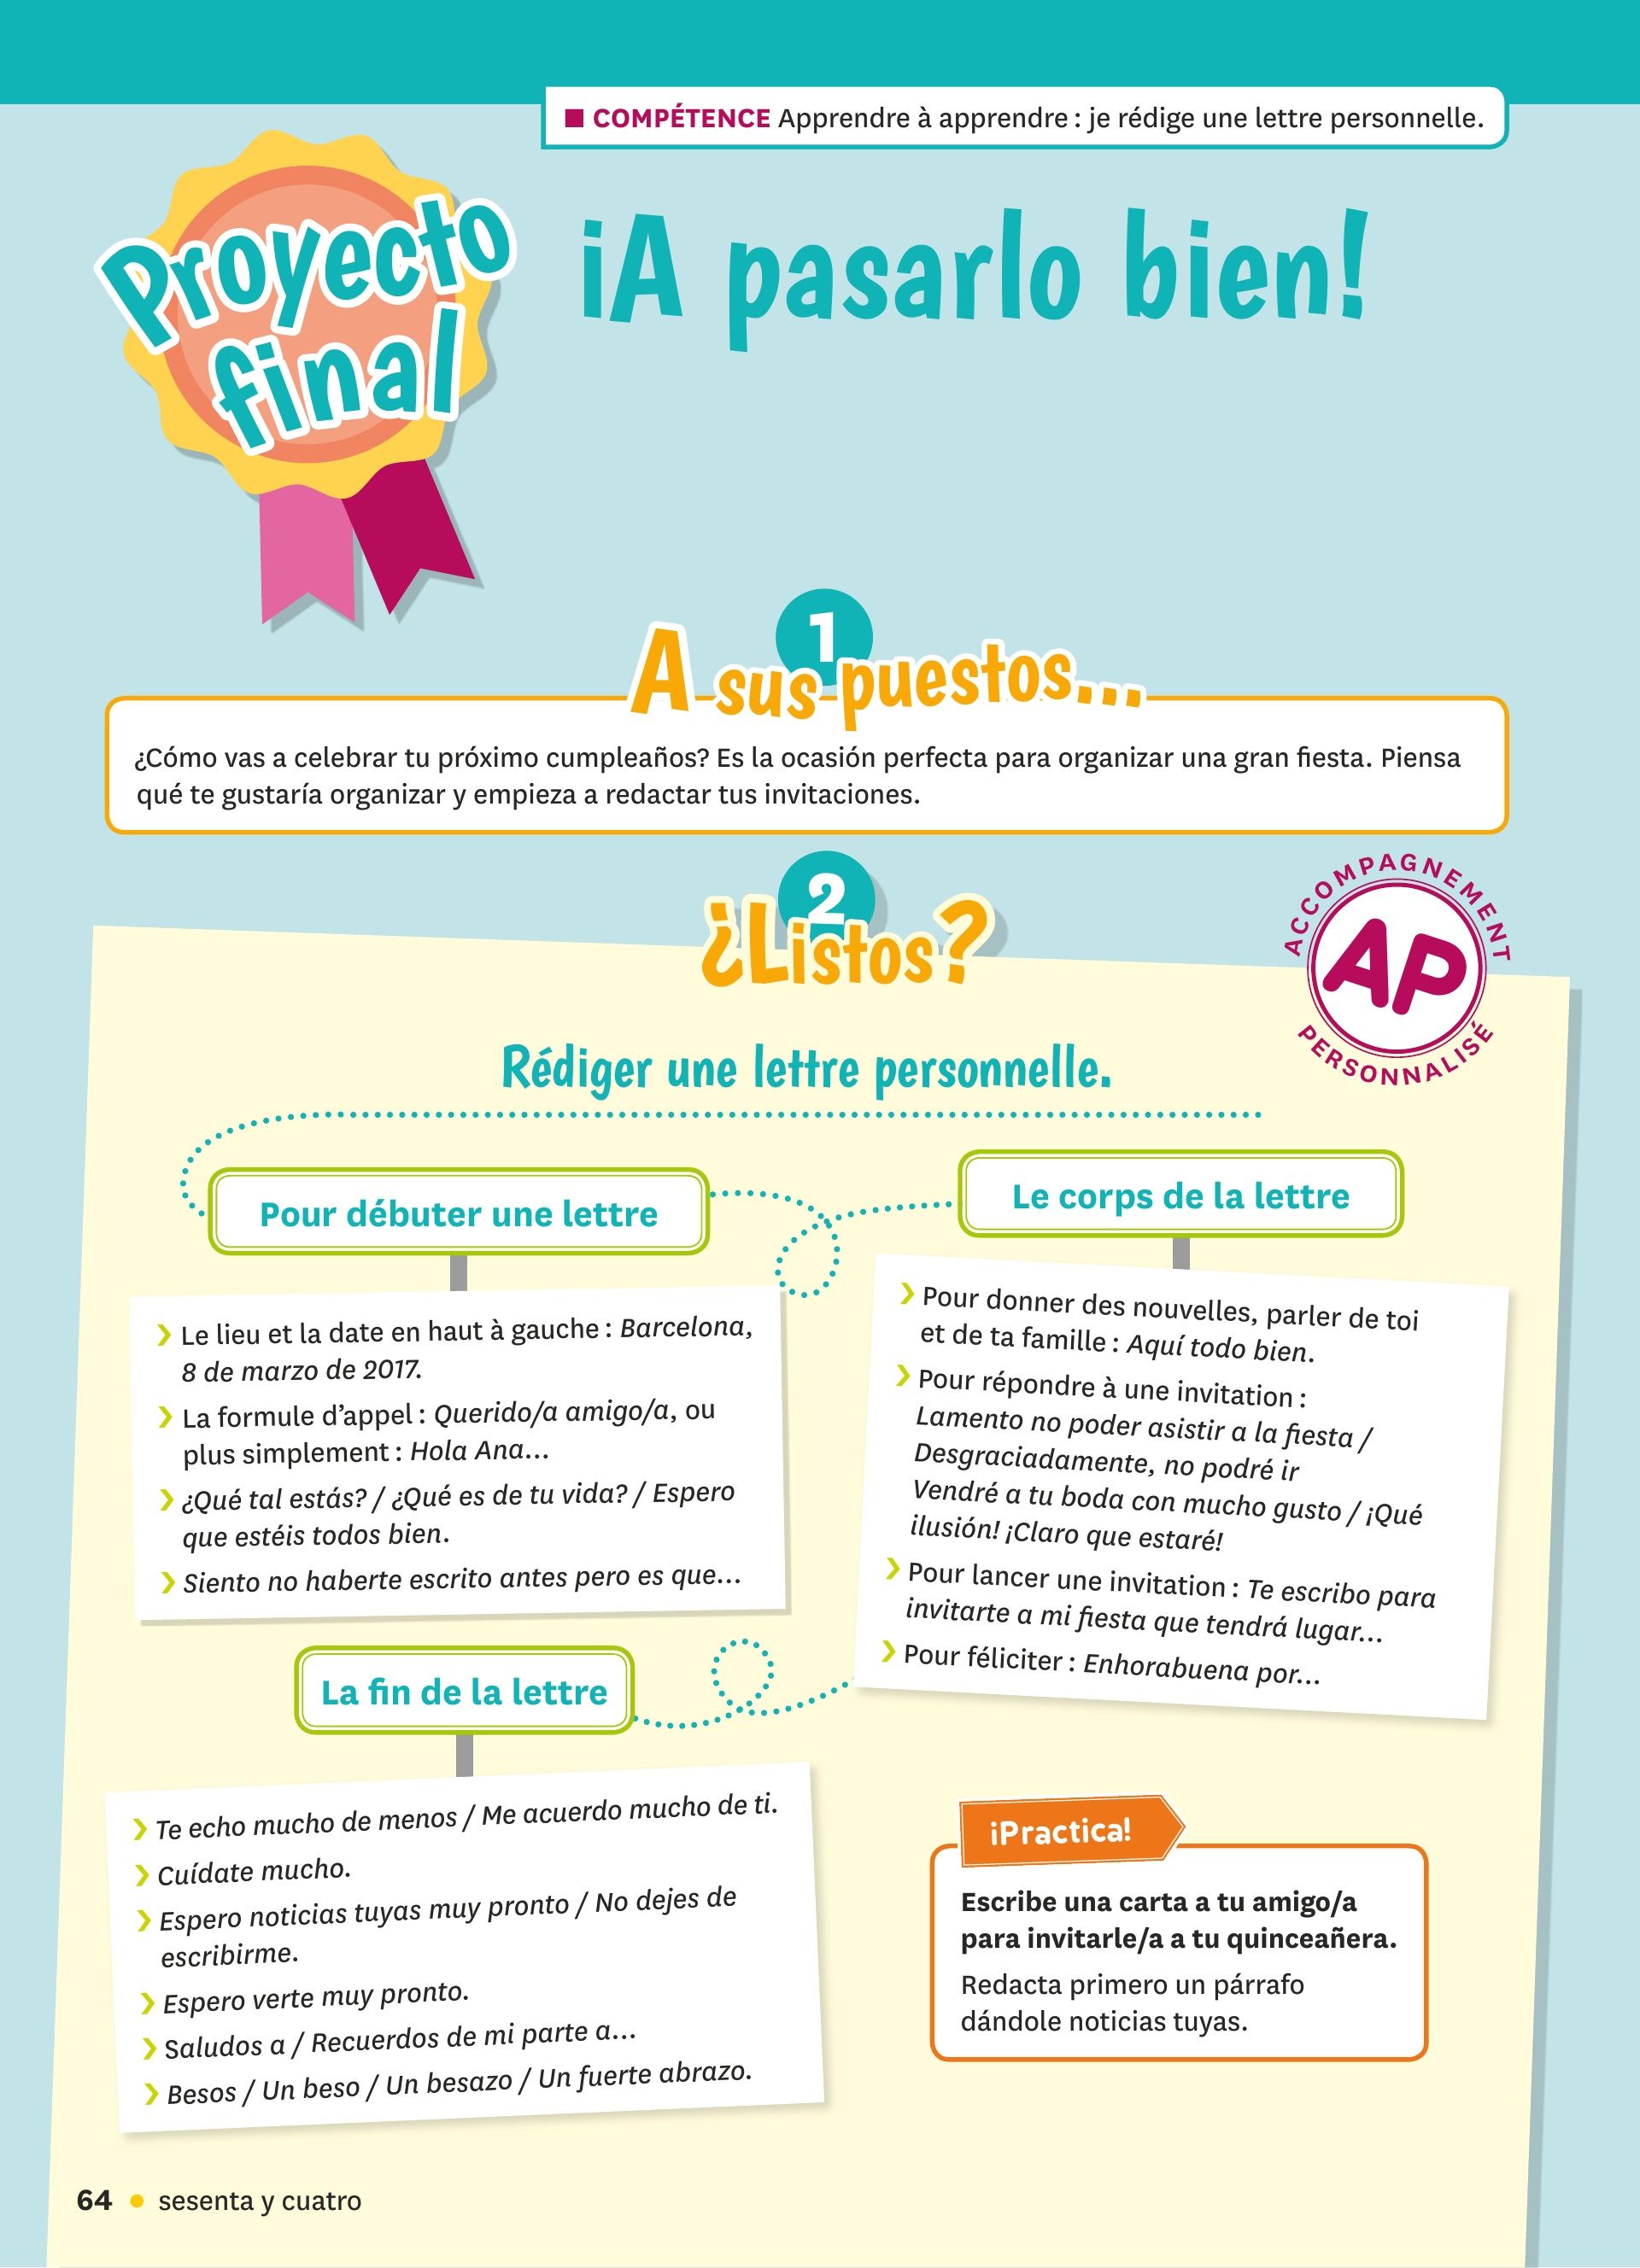 ■ COMPÉTENCE Apprendre à apprendre : je rédige une lettre personnelle.
Proyecto
final
¡A pasarlo bien!
1
A sus puestos...
¿Cómo vas a celebrar tu próximo cumpleaños? Es la ocasión perfecta para organizar una gran fiesta. Piensa
qué te gustaría organizar y empieza a redactar tus invitaciones.
2
¿Listos?
ACCOMPAGNEMENT
AP
PERSONNALISÉ
Rédiger une lettre personnelle.
Pour débuter une lettre
Le lieu et la date en haut à gauche : Barcelona,
8 de marzo de 2017.
La formule d'appel : Querido/a amigo/a, ou
plus simplement : Hola Ana...
¿Qué tal estás? / ¿Qué es de tu vida? / Espero
que estéis todos bien.
Siento no haberte escrito antes pero es que...
Le corps de la lettre
Pour donner des nouvelles, parler de toi
et de ta famille : Aquí todo bien.
Pour répondre à une invitation :
Lamento no poder asistir a la fiesta /
Desgraciadamente, no podré ir
Vendré a tu boda con mucho gusto / ¡Qué
ilusión! ¡Claro que estaré!
Pour lancer une invitation : Te escribo para
invitarte a mi fiesta que tendrá lugar...
Pour féliciter : Enhorabuena por...
La fin de la lettre
Te echo mucho de menos / Me acuerdo mucho de ti.
Cuídate mucho.
Espero noticias tuyas muy pronto / No dejes de
escribirme.
Espero verte muy pronto.
Saludos a / Recuerdos de mi parte a...
Besos / Un beso / Un besazo / Un fuerte abrazo.
¡Practica!
Escribe una carta a tu amigo/a
para invitarle/a a tu quinceañera.
Redacta primero un párrafo
dándole noticias tuyas.
64 • sesenta y cuatro